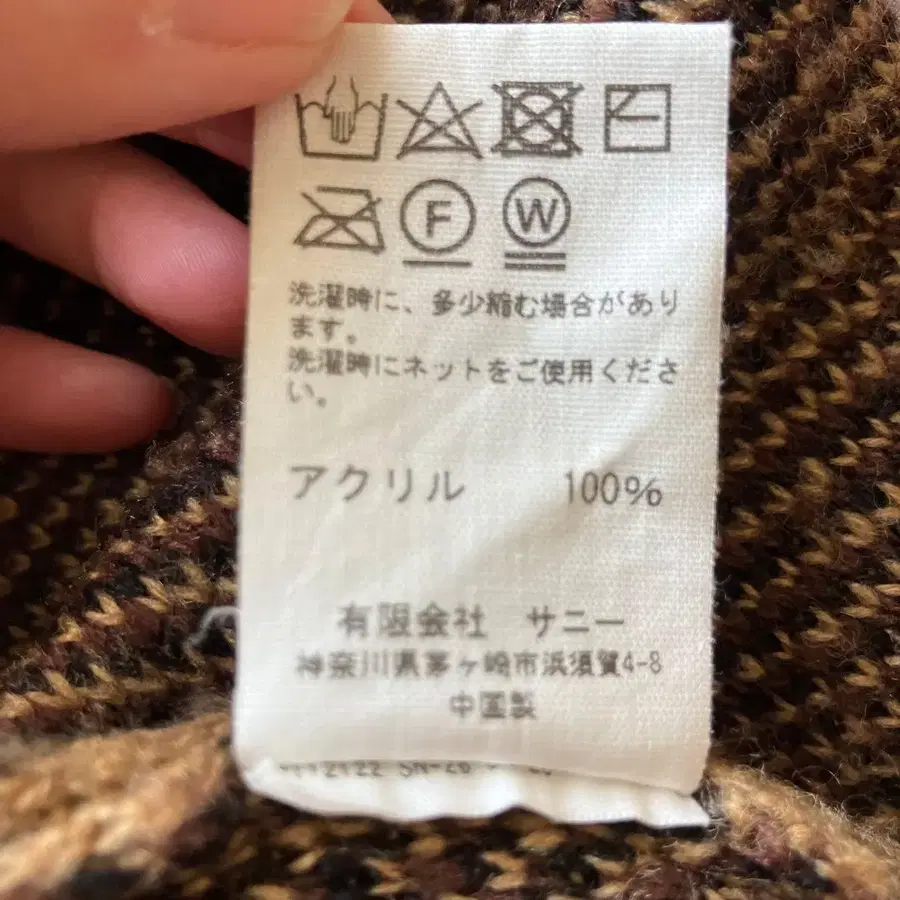 F W
洗濯時に、多少縮む場合があり
ます。
洗濯時にネットをご使用くださ
い。
アクリル 100%
有限会社 サニー
神奈川県茅ヶ崎市浜須賀4-8
中国製